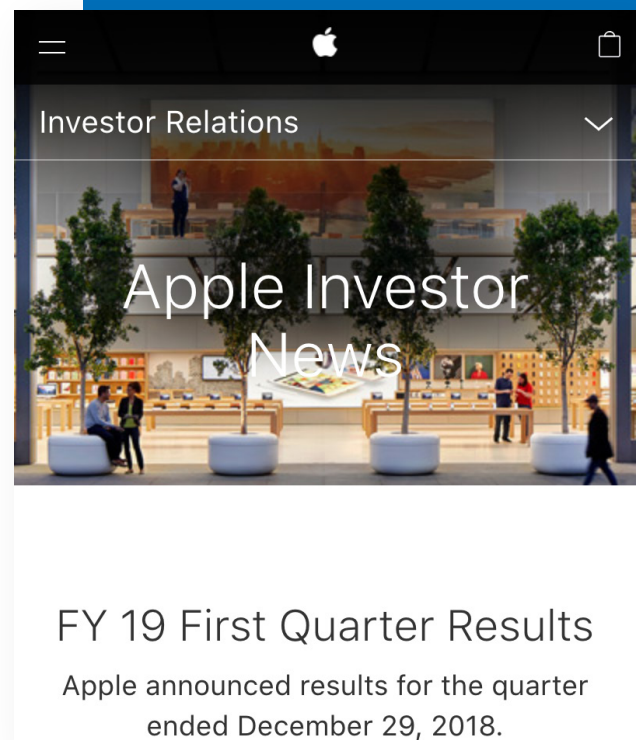 Investor Relations
Apple Investor
News
FY 19 First Quarter Results
Apple announced results for the quarter
ended December 29, 2018.